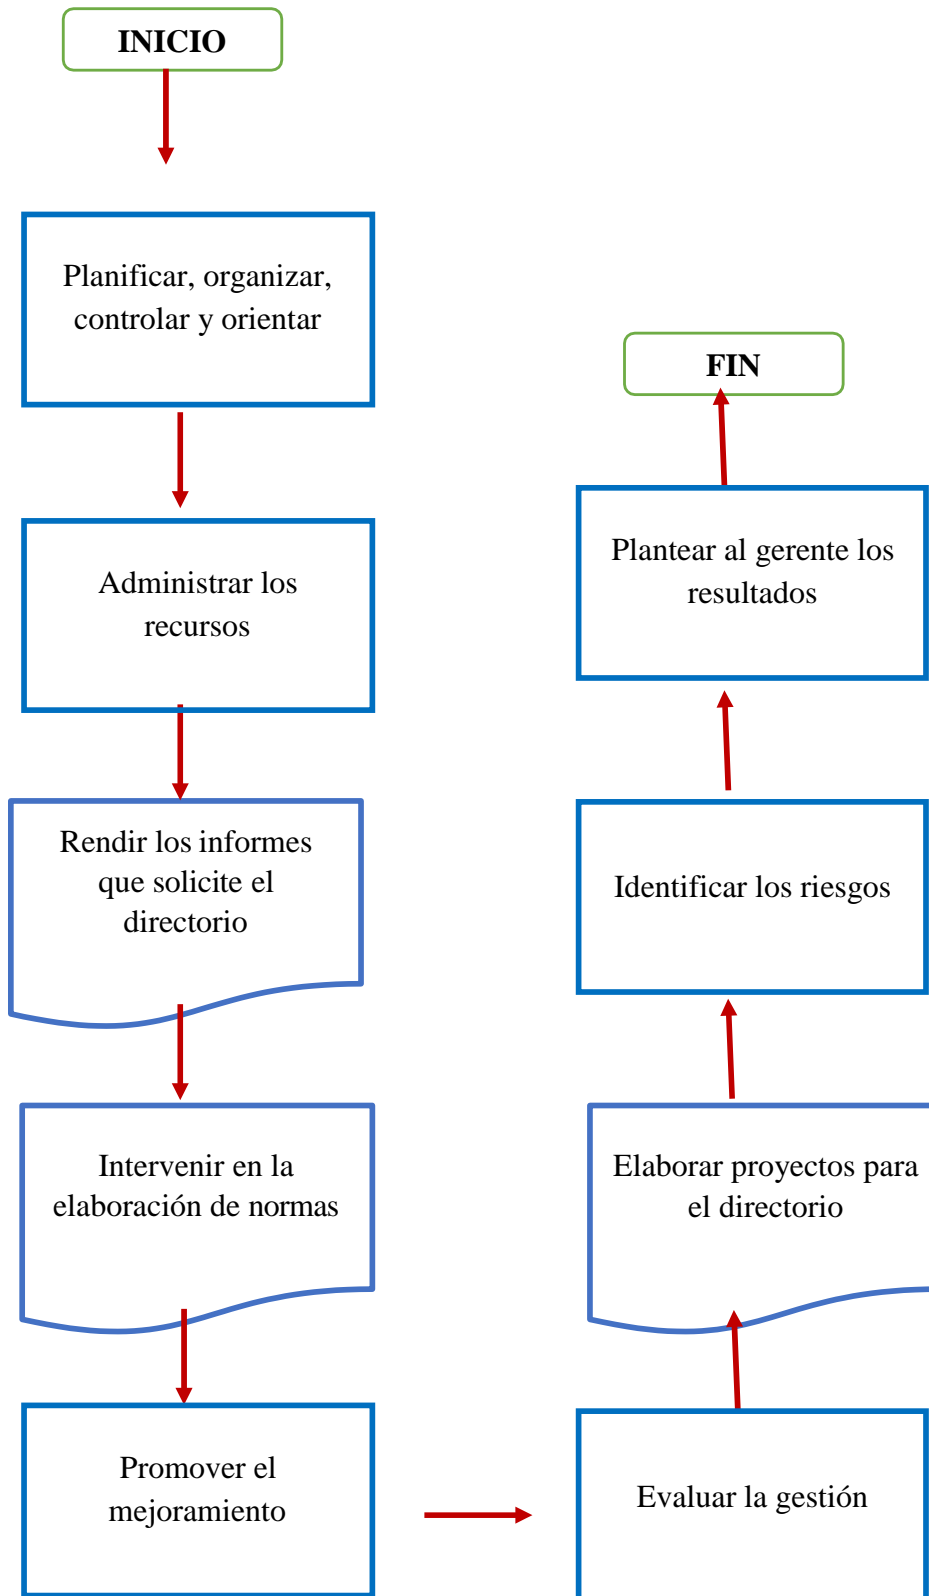 INICIO
Planificar, organizar,
controlar y orientar
Administrar los
recursos
Rendir los informes
que solicite el
directorio
Intervenir en la
elaboración de normas
Promover el
mejoramiento
Evaluar la gestión
Elaborar proyectos para
el directorio
Identificar los riesgos
Plantear al gerente los
resultados
FIN